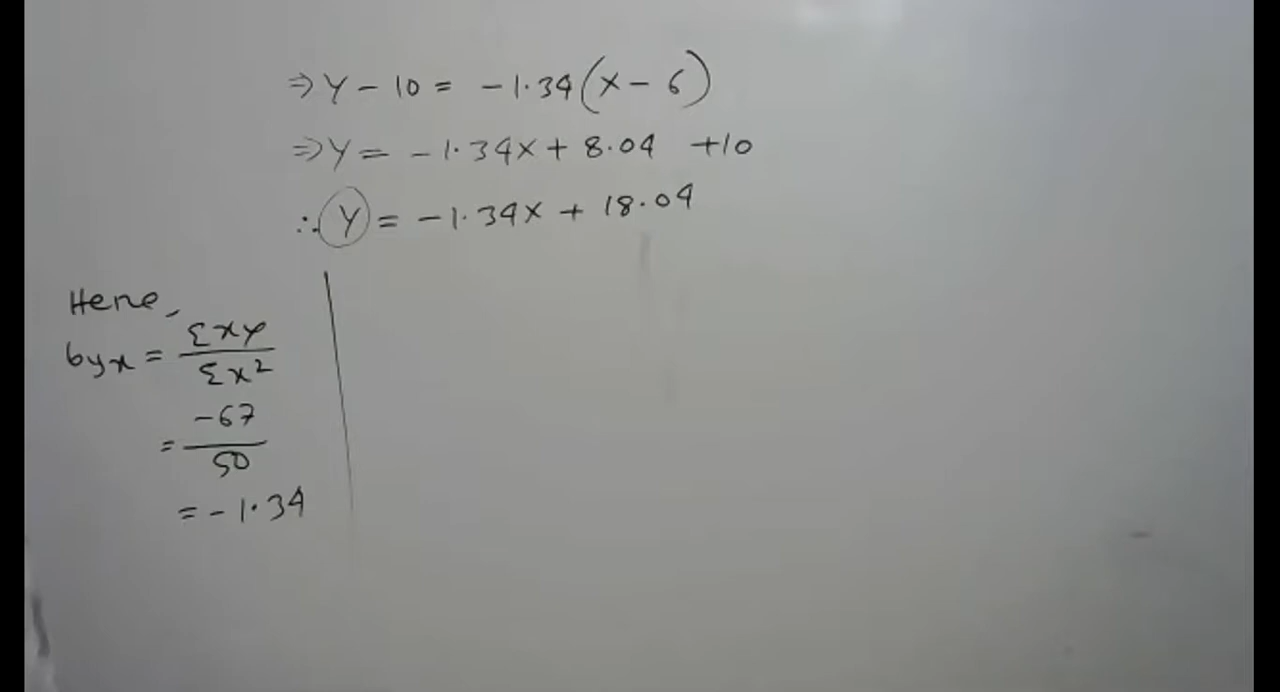 ⇒ Y - 10 = -1.34(X - 6)
⇒ Y = -1.34X + 8.04 +10
∴ Y = -1.34X + 18.04
Here,
byx = Σxy / Σx²
= -67 / 50
= -1.34